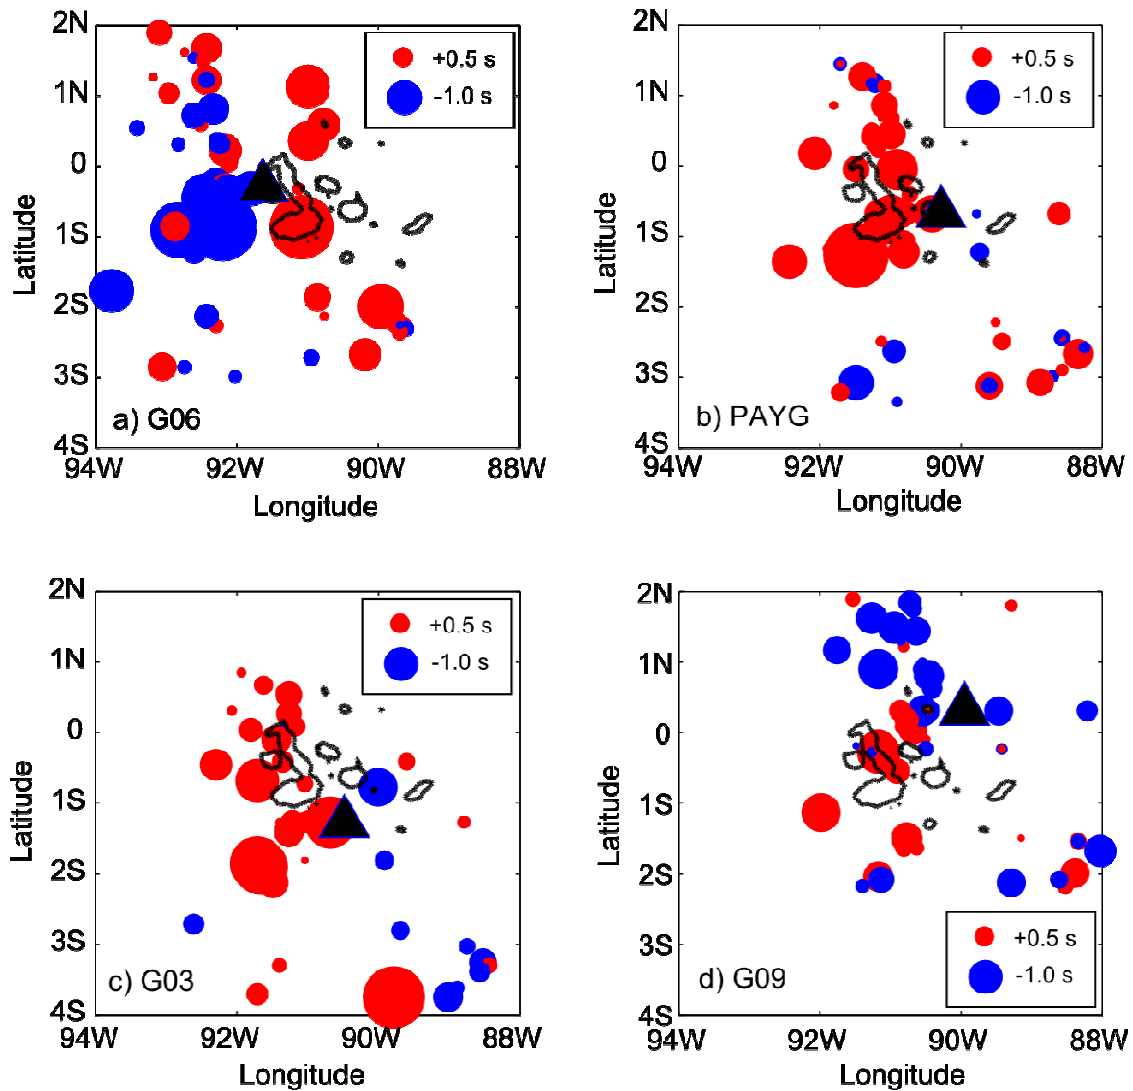 2N
1N
0
1S
2S
3S
4S
Latitude
94W 92W 90W 88W
Longitude
+0.5 s
-1.0 s
a) G06
2N
1N
0
1S
2S
3S
4S
Latitude
94W 92W 90W 88W
Longitude
+0.5 s
-1.0 s
b) PAYG
2N
1N
0
1S
2S
3S
4S
Latitude
94W 92W 90W 88W
Longitude
+0.5 s
-1.0 s
c) G03
2N
1N
0
1S
2S
3S
4S
Latitude
94W 92W 90W 88W
Longitude
+0.5 s
-1.0 s
d) G09